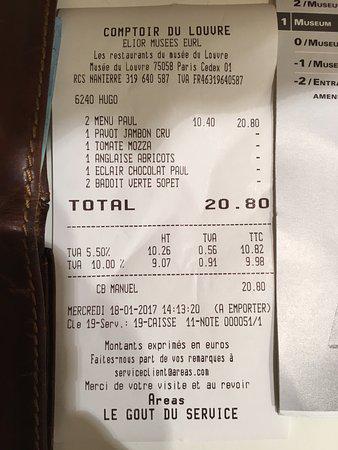 COMPTOIR DU LOUVRE
ELIOR MUSEES EURL
Les restaurants du musée du Louvre
Musée du Louvre 75058 Paris Cedex 01
RCS NANTERRE 319 640 587 TVA FR46319640587
6240 HUGO
2 MENU PAUL 10.40 20.80
1 PAVOT JAMBON CRU -
1 TOMATE MOZZA -
1 ANGLAISE ABRICOTS -
1 ECLAIR CHOCOLAT PAUL -
2 BADOIT VERTE 50PET -
TOTAL 20.80
HT TVA TTC
TVA 5.50% 10.26 0.56 10.82
TVA 10.00 % 9.07 0.91 9.98
CB MANUEL 20.80
MERCREDI 18-01-2017 14:13:20 (A EMPORTER)
Cle 19-Serv.: 19-CAISSE 11-NOTE 000051/1
Montants exprimés en euros
Faites-nous part de vos remarques à
serviceclient@areas.com
Merci de votre visite et au revoir
Areas
LE GOUT DU SERVICE
2 / MUSEU
1 MUSEUM
0 / MUSEU
-1 / MUSE
-2 / ENTRA
AMEN